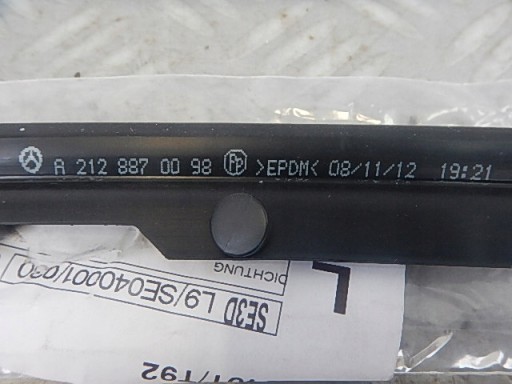 A 212 887 00 98 PP >EPDM< 08/11/12 19:21
L
DICHTUNG
SE3D L9/SE040001/030